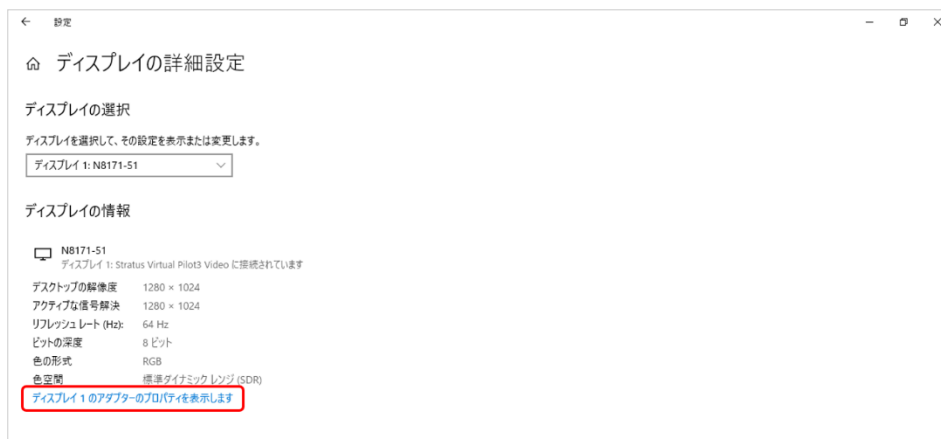 設定
ディスプレイの詳細設定
ディスプレイの選択
ディスプレイを選択して、その設定を表示または変更します。
ディスプレイ 1: N8171-51
ディスプレイの情報
N8171-51
ディスプレイ 1: Stratus Virtual Pilot3 Video に接続されています
デスクトップの解像度 1280 × 1024
アクティブな信号解決 1280 × 1024
リフレッシュ レート (Hz): 64 Hz
ビットの深度 8 ビット
色の形式 RGB
色空間 標準ダイナミック レンジ (SDR)
ディスプレイ 1 のアダプターのプロパティを表示します